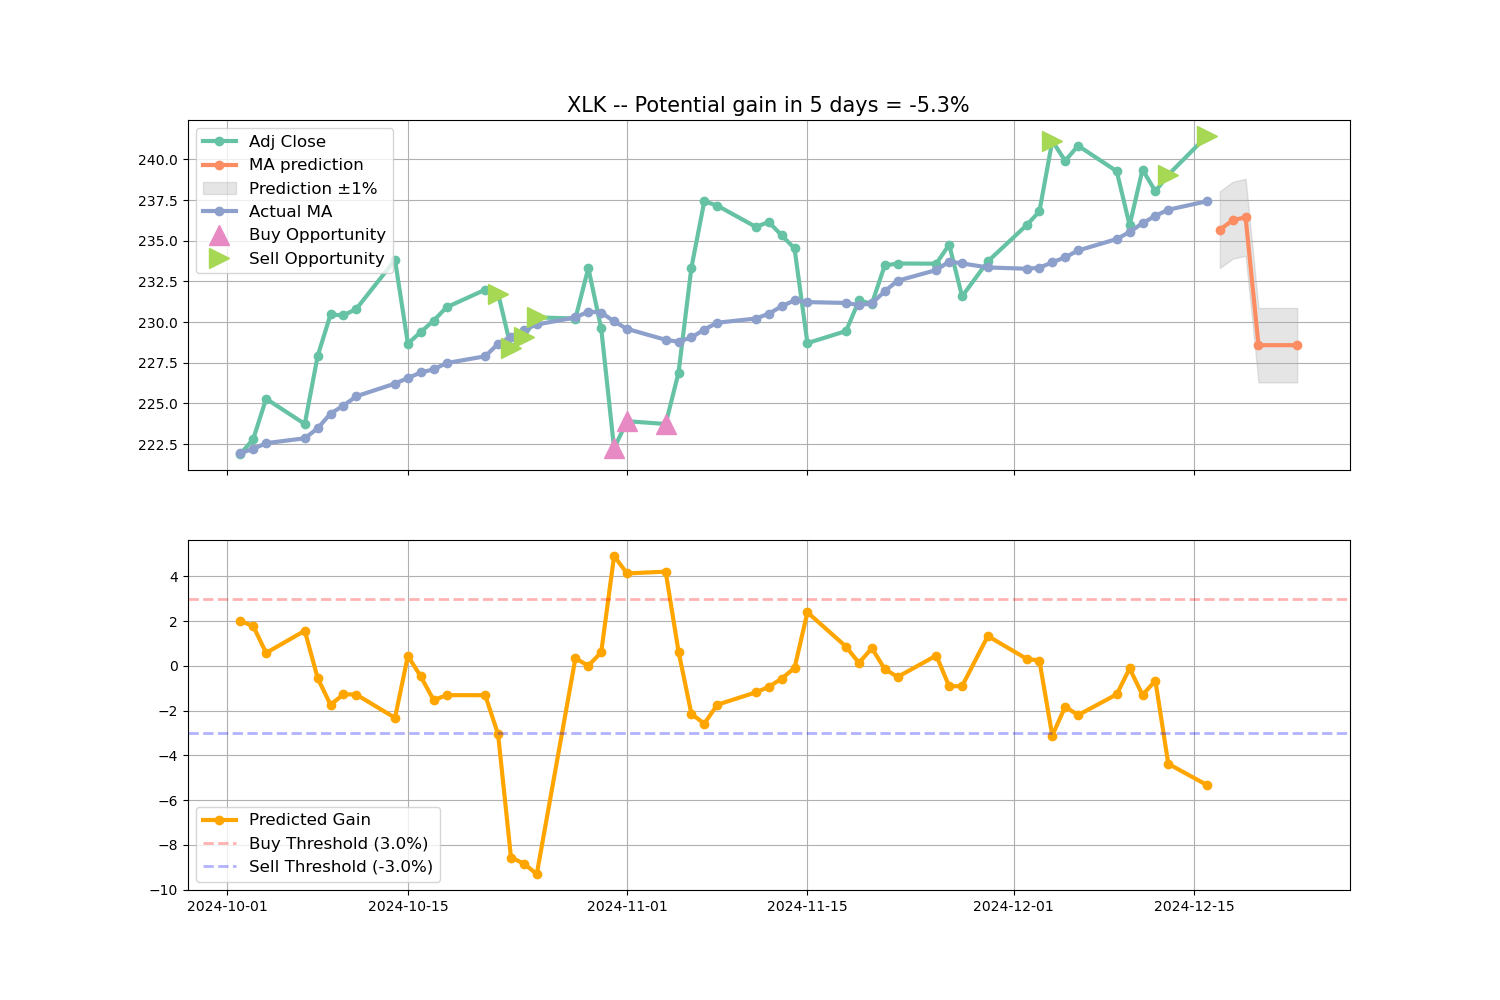 XLK -- Potential gain in 5 days = -5.3%
Adj Close
MA prediction
Prediction ±1%
Actual MA
Buy Opportunity
Sell Opportunity
240.0
237.5
235.0
232.5
230.0
227.5
225.0
222.5
4
2
0
−2
−4
−6
−8
−10
Predicted Gain
Buy Threshold (3.0%)
Sell Threshold (-3.0%)
2024-10-01 2024-10-15 2024-11-01 2024-11-15 2024-12-01 2024-12-15